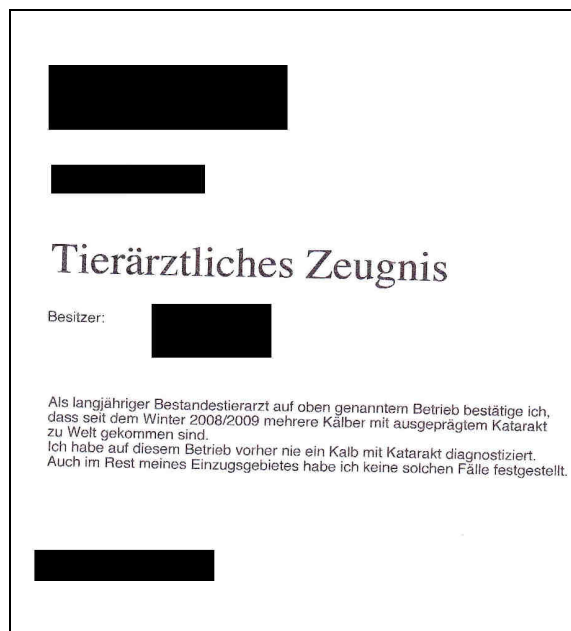 Tierärztliches Zeugnis
Besitzer:
Als langjähriger Bestandestierarzt auf oben genanntem Betrieb bestätige ich,
dass seit dem Winter 2008/2009 mehrere Kälber mit ausgeprägtem Katarakt
zu Welt gekommen sind.
Ich habe auf diesem Betrieb vorher nie ein Kalb mit Katarakt diagnostiziert.
Auch im Rest meines Einzugsgebietes habe ich keine solchen Fälle festgestellt.